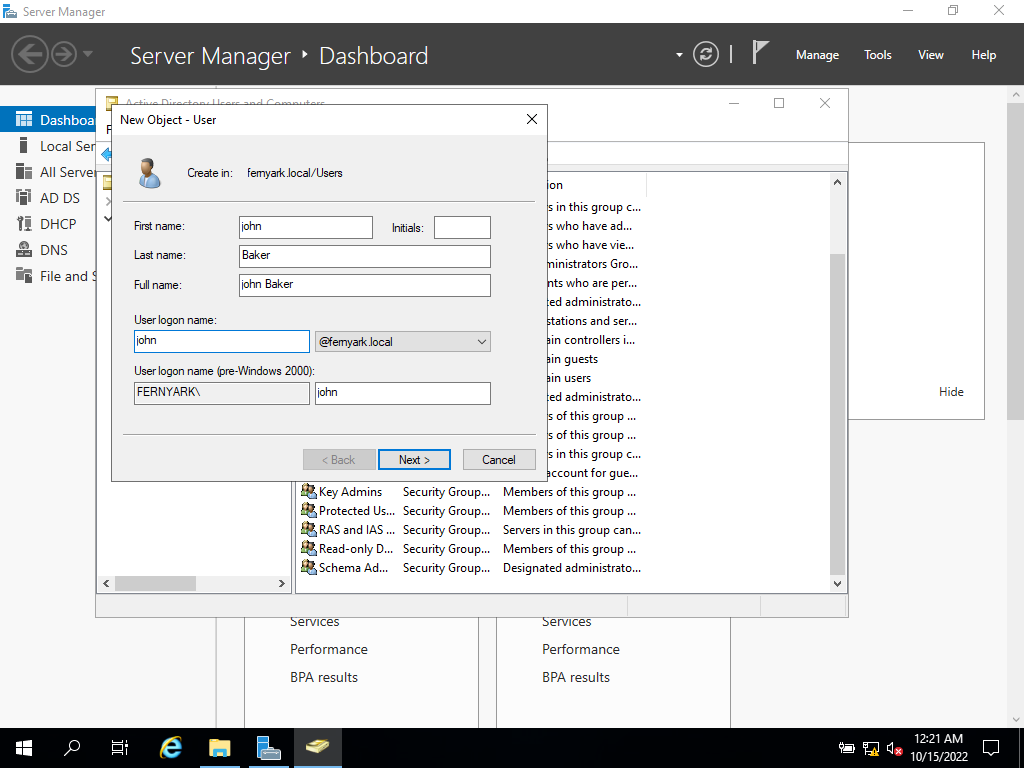 Server Manager
Server Manager ‣ Dashboard
Manage Tools View Help
Active Directory Users and Computers
New Object - User
Create in: fernyark.local/Users
First name: john Initials:
Last name: Baker
Full name: john Baker
User logon name:
john @fernyark.local
User logon name (pre-Windows 2000):
FERNYARK\ john
< Back Next > Cancel
Dashboa
Local Ser
All Server
AD DS
DHCP
DNS
File and S
F
ion
s in this group c...
s who have ad...
s who have vie...
ministrators Gro...
nts who are per...
ted administrato...
stations and ser...
ain controllers i...
ain guests
ain users
ted administrato...
rs of this group ...
rs of this group ...
s in this group c...
account for gue...
Key Admins Security Group... Members of this group ...
Protected Us... Security Group... Members of this group ...
RAS and IAS ... Security Group... Servers in this group can...
Read-only D... Security Group... Members of this group ...
Schema Ad... Security Group... Designated administrato...
Hide
Services
Performance
BPA results
Services
Performance
BPA results
12:21 AM
10/15/2022